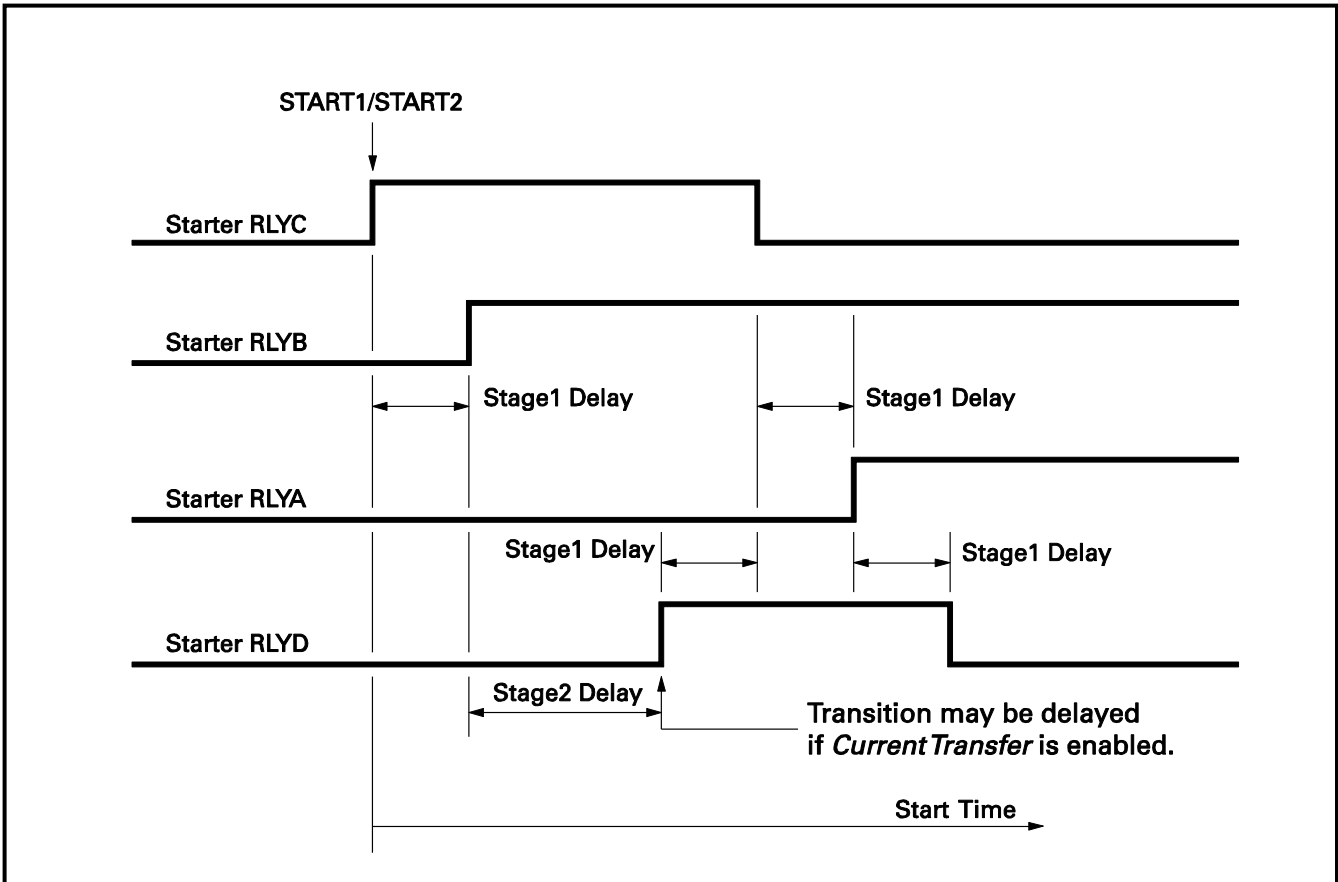 START1/START2
Starter RLYC
Starter RLYB
Stage1 Delay
Stage1 Delay
Starter RLYA
Stage1 Delay
Stage1 Delay
Starter RLYD
Stage2 Delay
Transition may be delayed
if Current Transfer is enabled.
Start Time